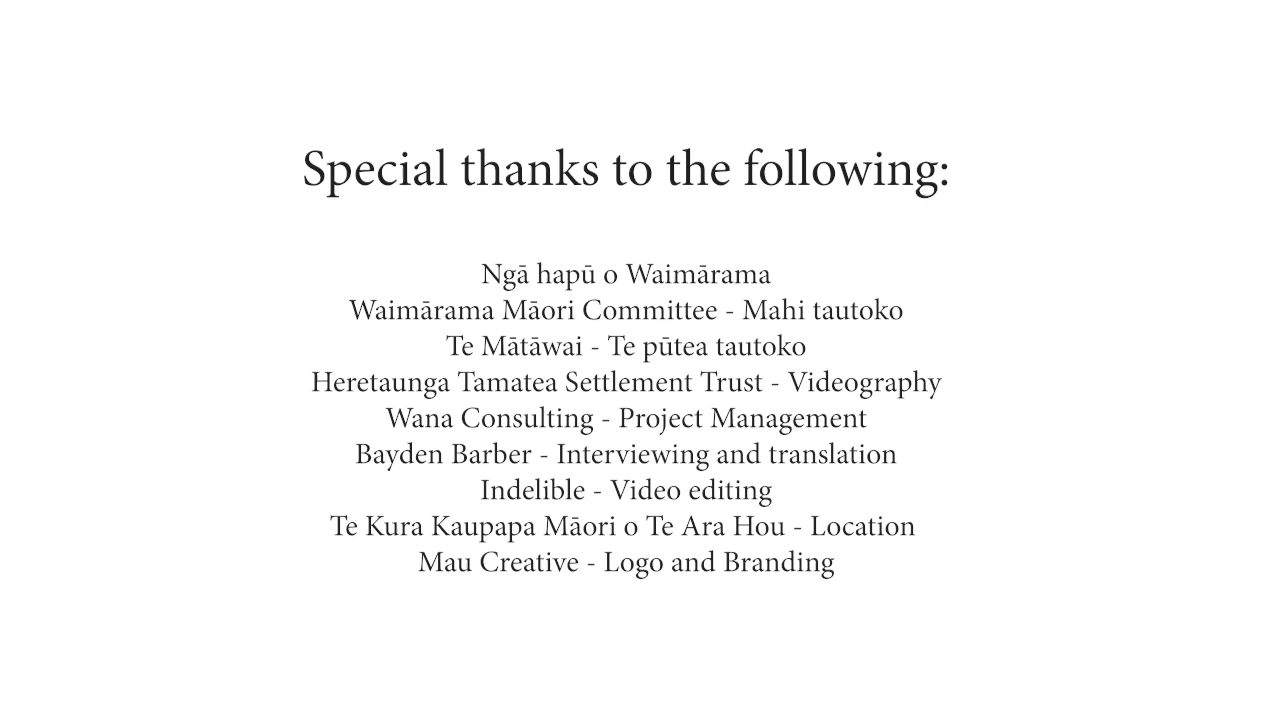 Special thanks to the following:
Ngā hapū o Waimārama
Waimārama Māori Committee - Mahi tautoko
Te Mātāwai - Te pūtea tautoko
Heretaunga Tamatea Settlement Trust - Videography
Wana Consulting - Project Management
Bayden Barber - Interviewing and translation
Indelible - Video editing
Te Kura Kaupapa Māori o Te Ara Hou - Location
Mau Creative - Logo and Branding